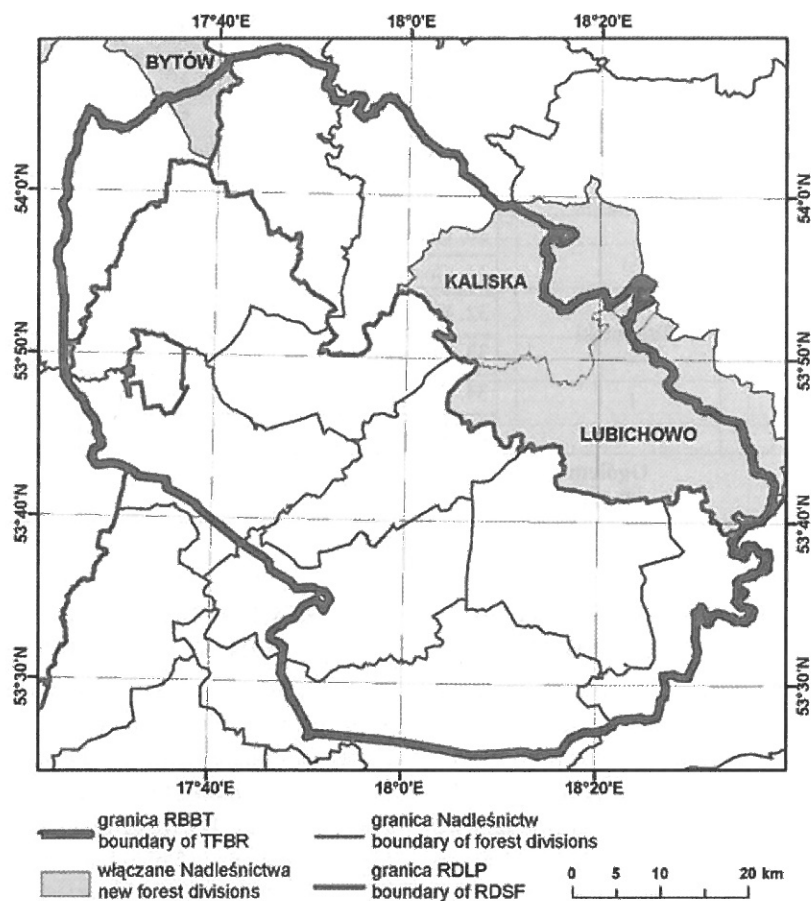 17°40'E 18°0'E 18°20'E
BYTÓW
54°0'N 54°0'N
KALISKA
53°50'N 53°50'N
LUBICHOWO
53°40'N 53°40'N
53°30'N 53°30'N
17°40'E 18°0'E 18°20'E
granica RBBT
boundary of TFBR
granica Nadleśnictw
boundary of forest divisions
włączane Nadleśnictwa
new forest divisions
granica RDLP
boundary of RDSF
0 5 10 20 km